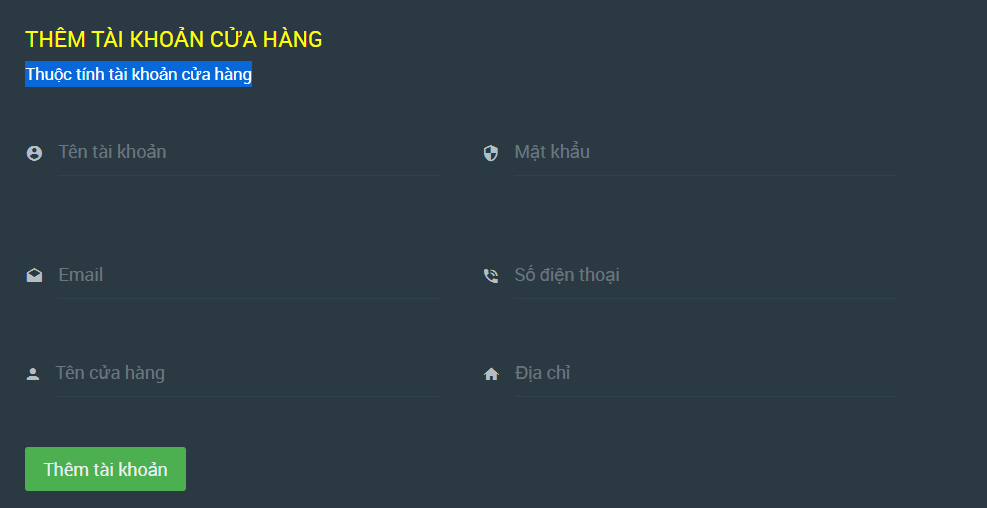 THÊM TÀI KHOẢN CỬA HÀNG
Thuộc tính tài khoản cửa hàng
Tên tài khoản
Mật khẩu
Email
Số điện thoại
Tên cửa hàng
Địa chỉ
Thêm tài khoản